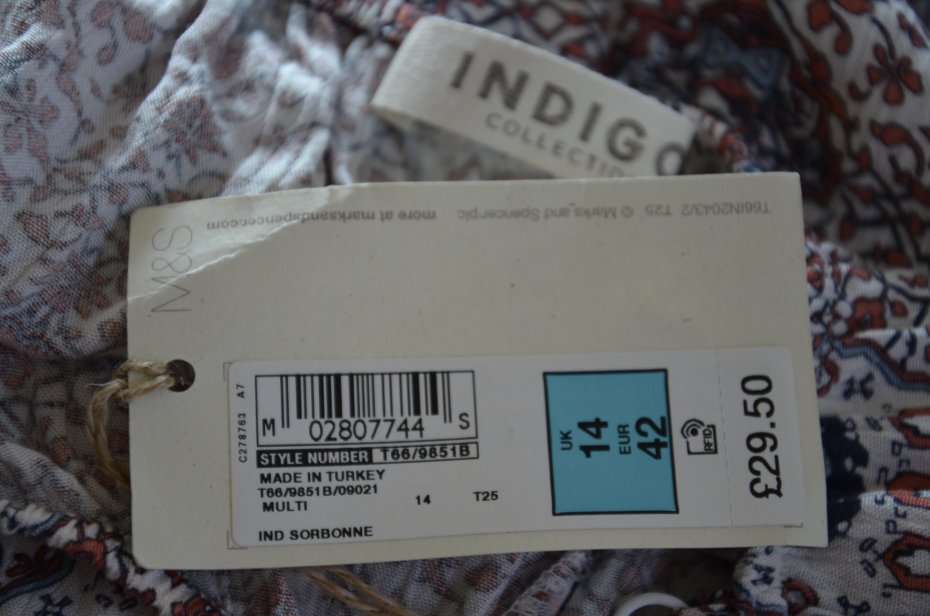 INDIGO
COLLECTION
more at marksandspencer.com
© Marks and Spencer plc
T25
T66IN2043/2
M&S
C278763 A7
M 02807744 S
STYLE NUMBER T66/9851B
MADE IN TURKEY
T66/9851B/09021
MULTI 14 T25
IND SORBONNE
UK 14
EUR 42
RFID
£29.50